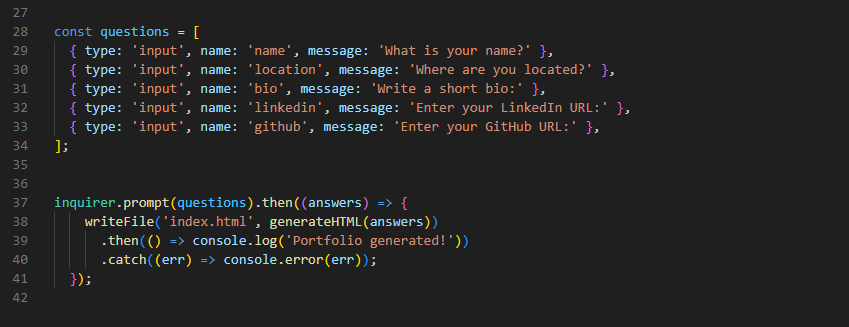 27
28 const questions = [
29   { type: 'input', name: 'name', message: 'What is your name?' },
30   { type: 'input', name: 'location', message: 'Where are you located?' },
31   { type: 'input', name: 'bio', message: 'Write a short bio:' },
32   { type: 'input', name: 'linkedin', message: 'Enter your LinkedIn URL:' },
33   { type: 'input', name: 'github', message: 'Enter your GitHub URL:' },
34 ];
35
36
37 inquirer.prompt(questions).then((answers) => {
38     writeFile('index.html', generateHTML(answers))
39       .then(() => console.log('Portfolio generated!'))
40       .catch((err) => console.error(err));
41   });
42